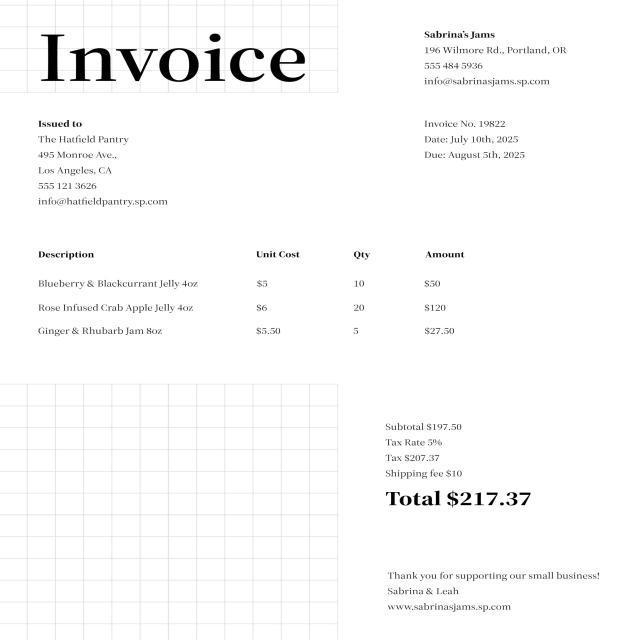 Invoice
Sabrina's Jams
196 Wilmore Rd., Portland, OR
555 484 5936
info@sabrinasjams.sp.com
Issued to
The Hatfield Pantry
495 Monroe Ave.,
Los Angeles, CA
555 121 3626
info@hatfieldpantry.sp.com
Invoice No. 19822
Date: July 10th, 2025
Due: August 5th, 2025
Description Unit Cost Qty Amount
Blueberry & Blackcurrant Jelly 4oz $5 10 $50
Rose Infused Crab Apple Jelly 4oz $6 20 $120
Ginger & Rhubarb Jam 8oz $5.50 5 $27.50
Subtotal $197.50
Tax Rate 5%
Tax $207.37
Shipping fee $10
Total $217.37
Thank you for supporting our small business!
Sabrina & Leah
www.sabrinasjams.sp.com